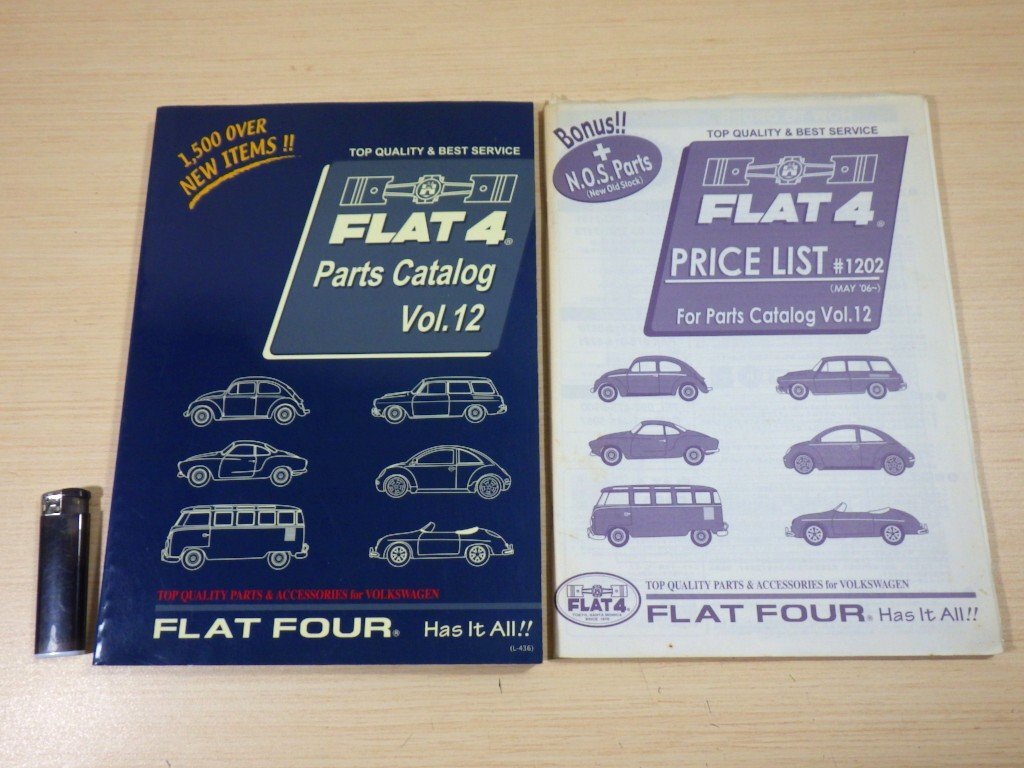 1,500 OVER
NEW ITEMS !!
TOP QUALITY & BEST SERVICE
FLAT 4®
Parts Catalog
Vol.12
TOP QUALITY PARTS & ACCESSORIES for VOLKSWAGEN
FLAT FOUR® Has It All!!
(L-436)
Bonus!!
+
N.O.S. Parts
(New Old Stock)
TOP QUALITY & BEST SERVICE
FLAT 4®
PRICE LIST #1202
(MAY '06~)
For Parts Catalog Vol.12
FLAT 4®
TOP QUALITY PARTS & ACCESSORIES for VOLKSWAGEN
FLAT FOUR® Has It All!!